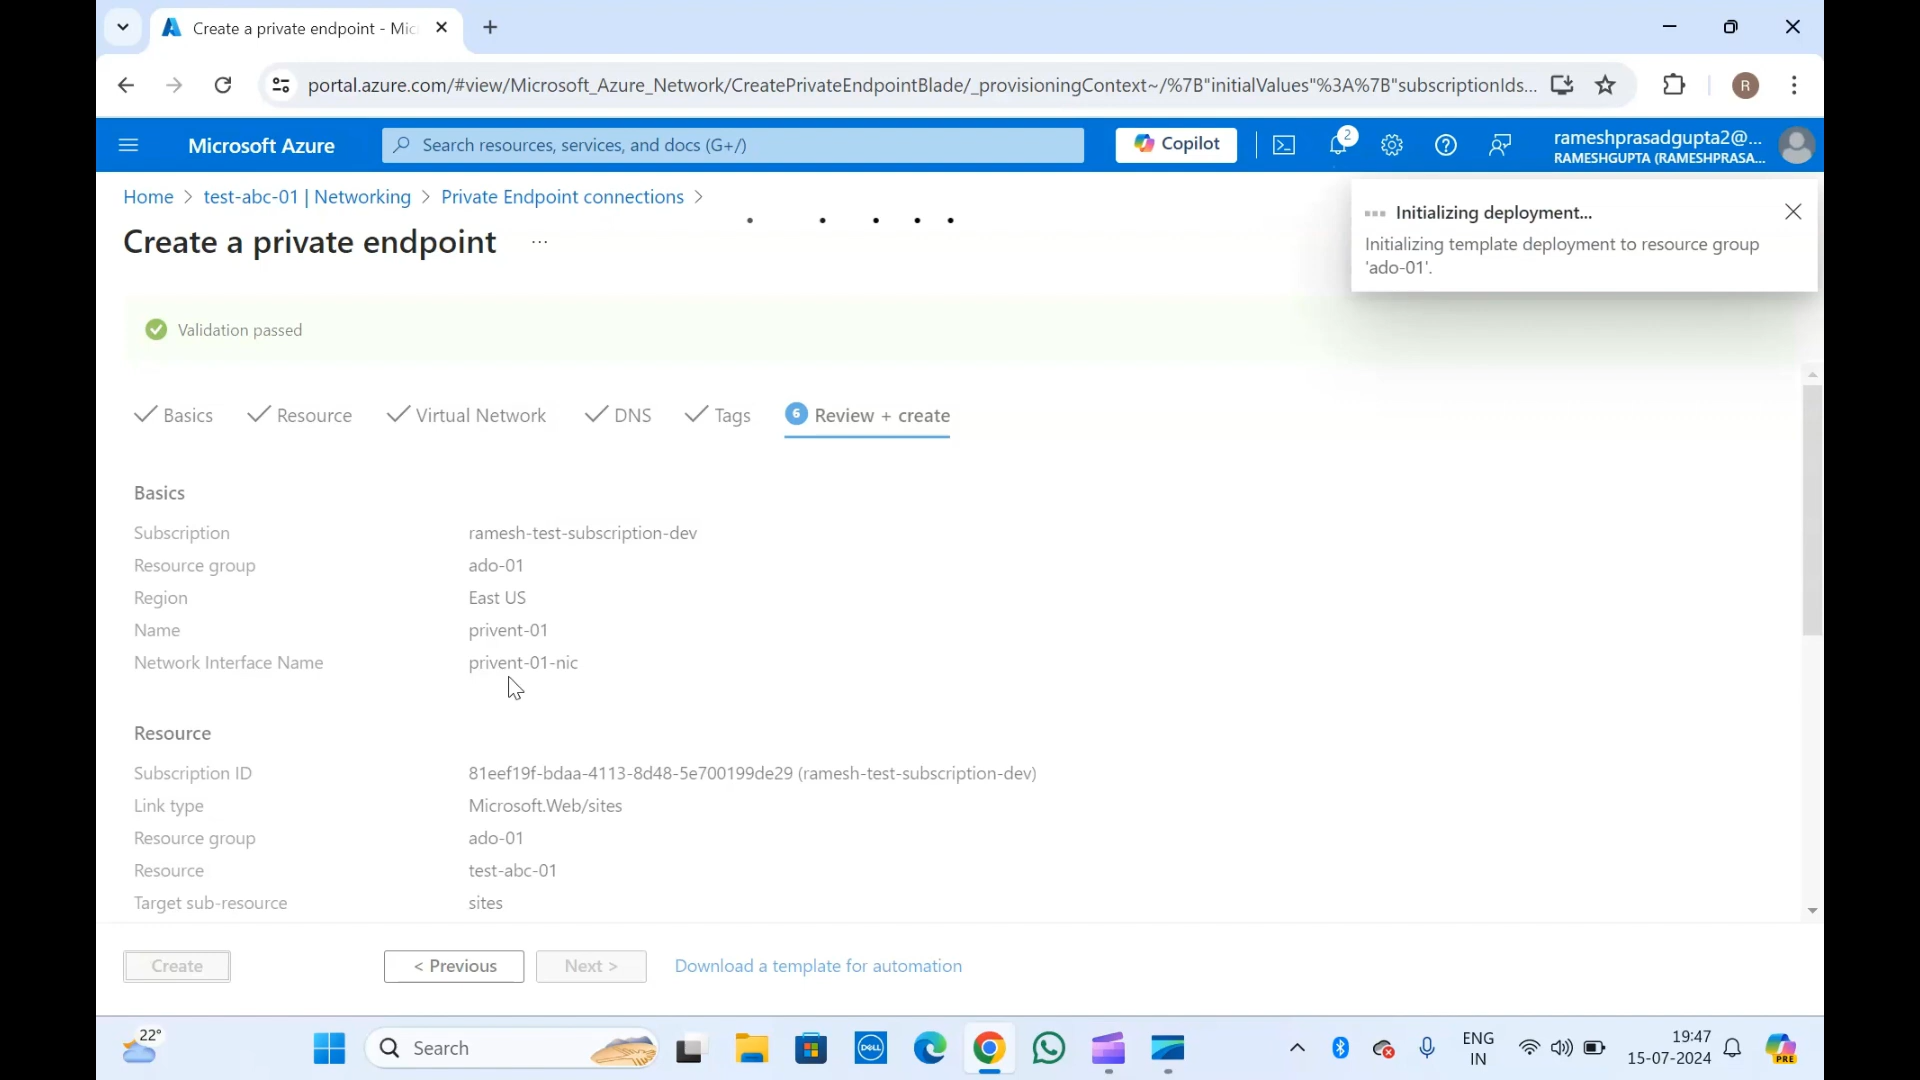 Create a private endpoint - Mic
portal.azure.com/#view/Microsoft_Azure_Network/CreatePrivateEndpointBlade/_provisioningContext~/%7B"initialValues"%3A%7B"subscriptionIds...
R
Microsoft Azure
Search resources, services, and docs (G+/)
Copilot
2
rameshprasadgupta2@...
RAMESHGUPTA (RAMESHPRASA...
Home > test-abc-01 | Networking > Private Endpoint connections >
Create a private endpoint ...
Initializing deployment...
Initializing template deployment to resource group
'ado-01'.
Validation passed
Basics Resource Virtual Network DNS Tags 6 Review + create
Basics
Subscription ramesh-test-subscription-dev
Resource group ado-01
Region East US
Name privent-01
Network Interface Name privent-01-nic
Resource
Subscription ID 81eef19f-bdaa-4113-8d48-5e700199de29 (ramesh-test-subscription-dev)
Link type Microsoft.Web/sites
Resource group ado-01
Resource test-abc-01
Target sub-resource sites
Create < Previous Next > Download a template for automation
22°
Search
DELL
ENG
IN
19:47
15-07-2024
PRE